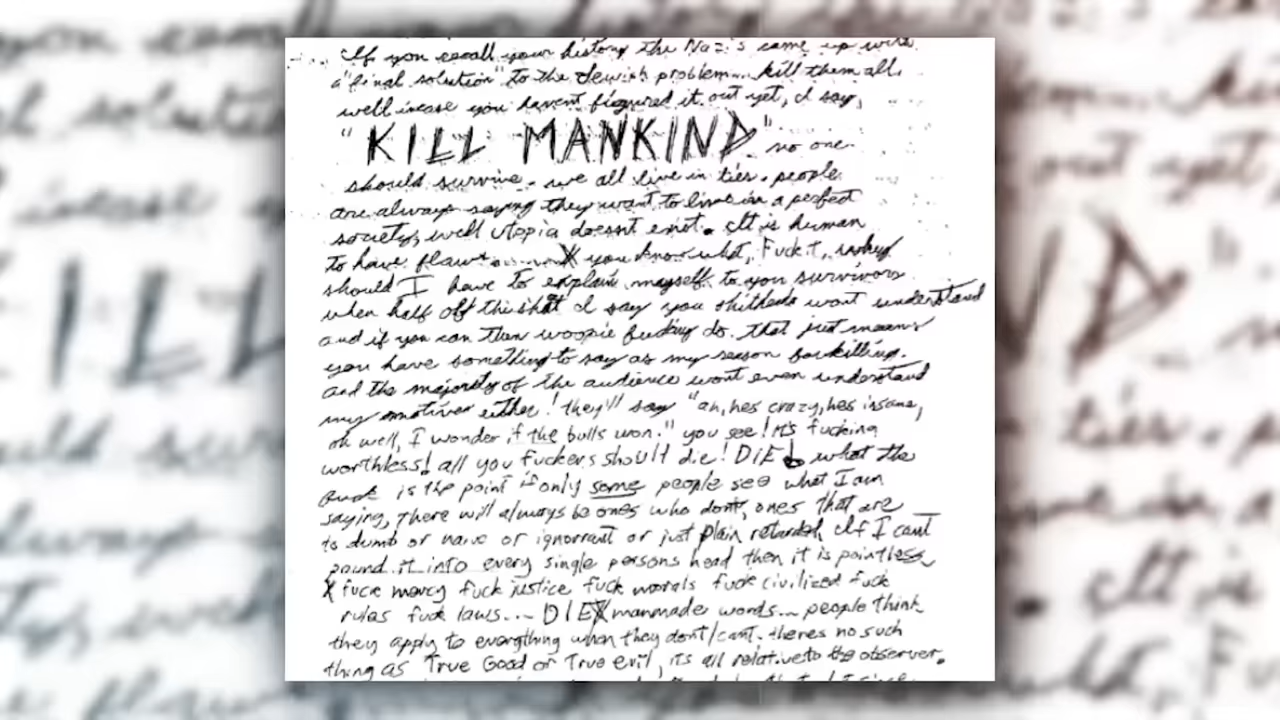 If you recall your history the Nazis came up with
a "final solution" to the Jewish problem... kill them all.
well incase you havent figured it out yet, I say,
"KILL MANKIND" no one
should survive. we all live in lies. people
are always saying they want to live in a perfect
society, well utopia doesnt exist. It is human
to have flaws...... you know what, Fuck it, why
should I have to explain myself to you survivors
when half of this shit I say you shitheads wont understand
and if you can then woopie fucking do. that just means
you have something to say as my reason for killing.
and the majority of the audience wont even understand
my motives either! they'll say "ah, hes crazy, hes insane,
oh well, I wonder if the bulls won." you see! its fucking
worthless! all you fuckers should die! DIE! what the
fuck is the point if only some people see what I am
saying, there will always be ones who dont, ones that are
to dumb or naive or ignorrant or just plain retarded. If I cant
pound it into every single persons head then it is pointless
fuck mercy fuck justice fuck morals fuck civilized fuck
rules fuck laws... DIE manmade words... people think
they apply to everything when they dont/cant. theres no such
thing as True Good or True evil, its all relative to the observer.